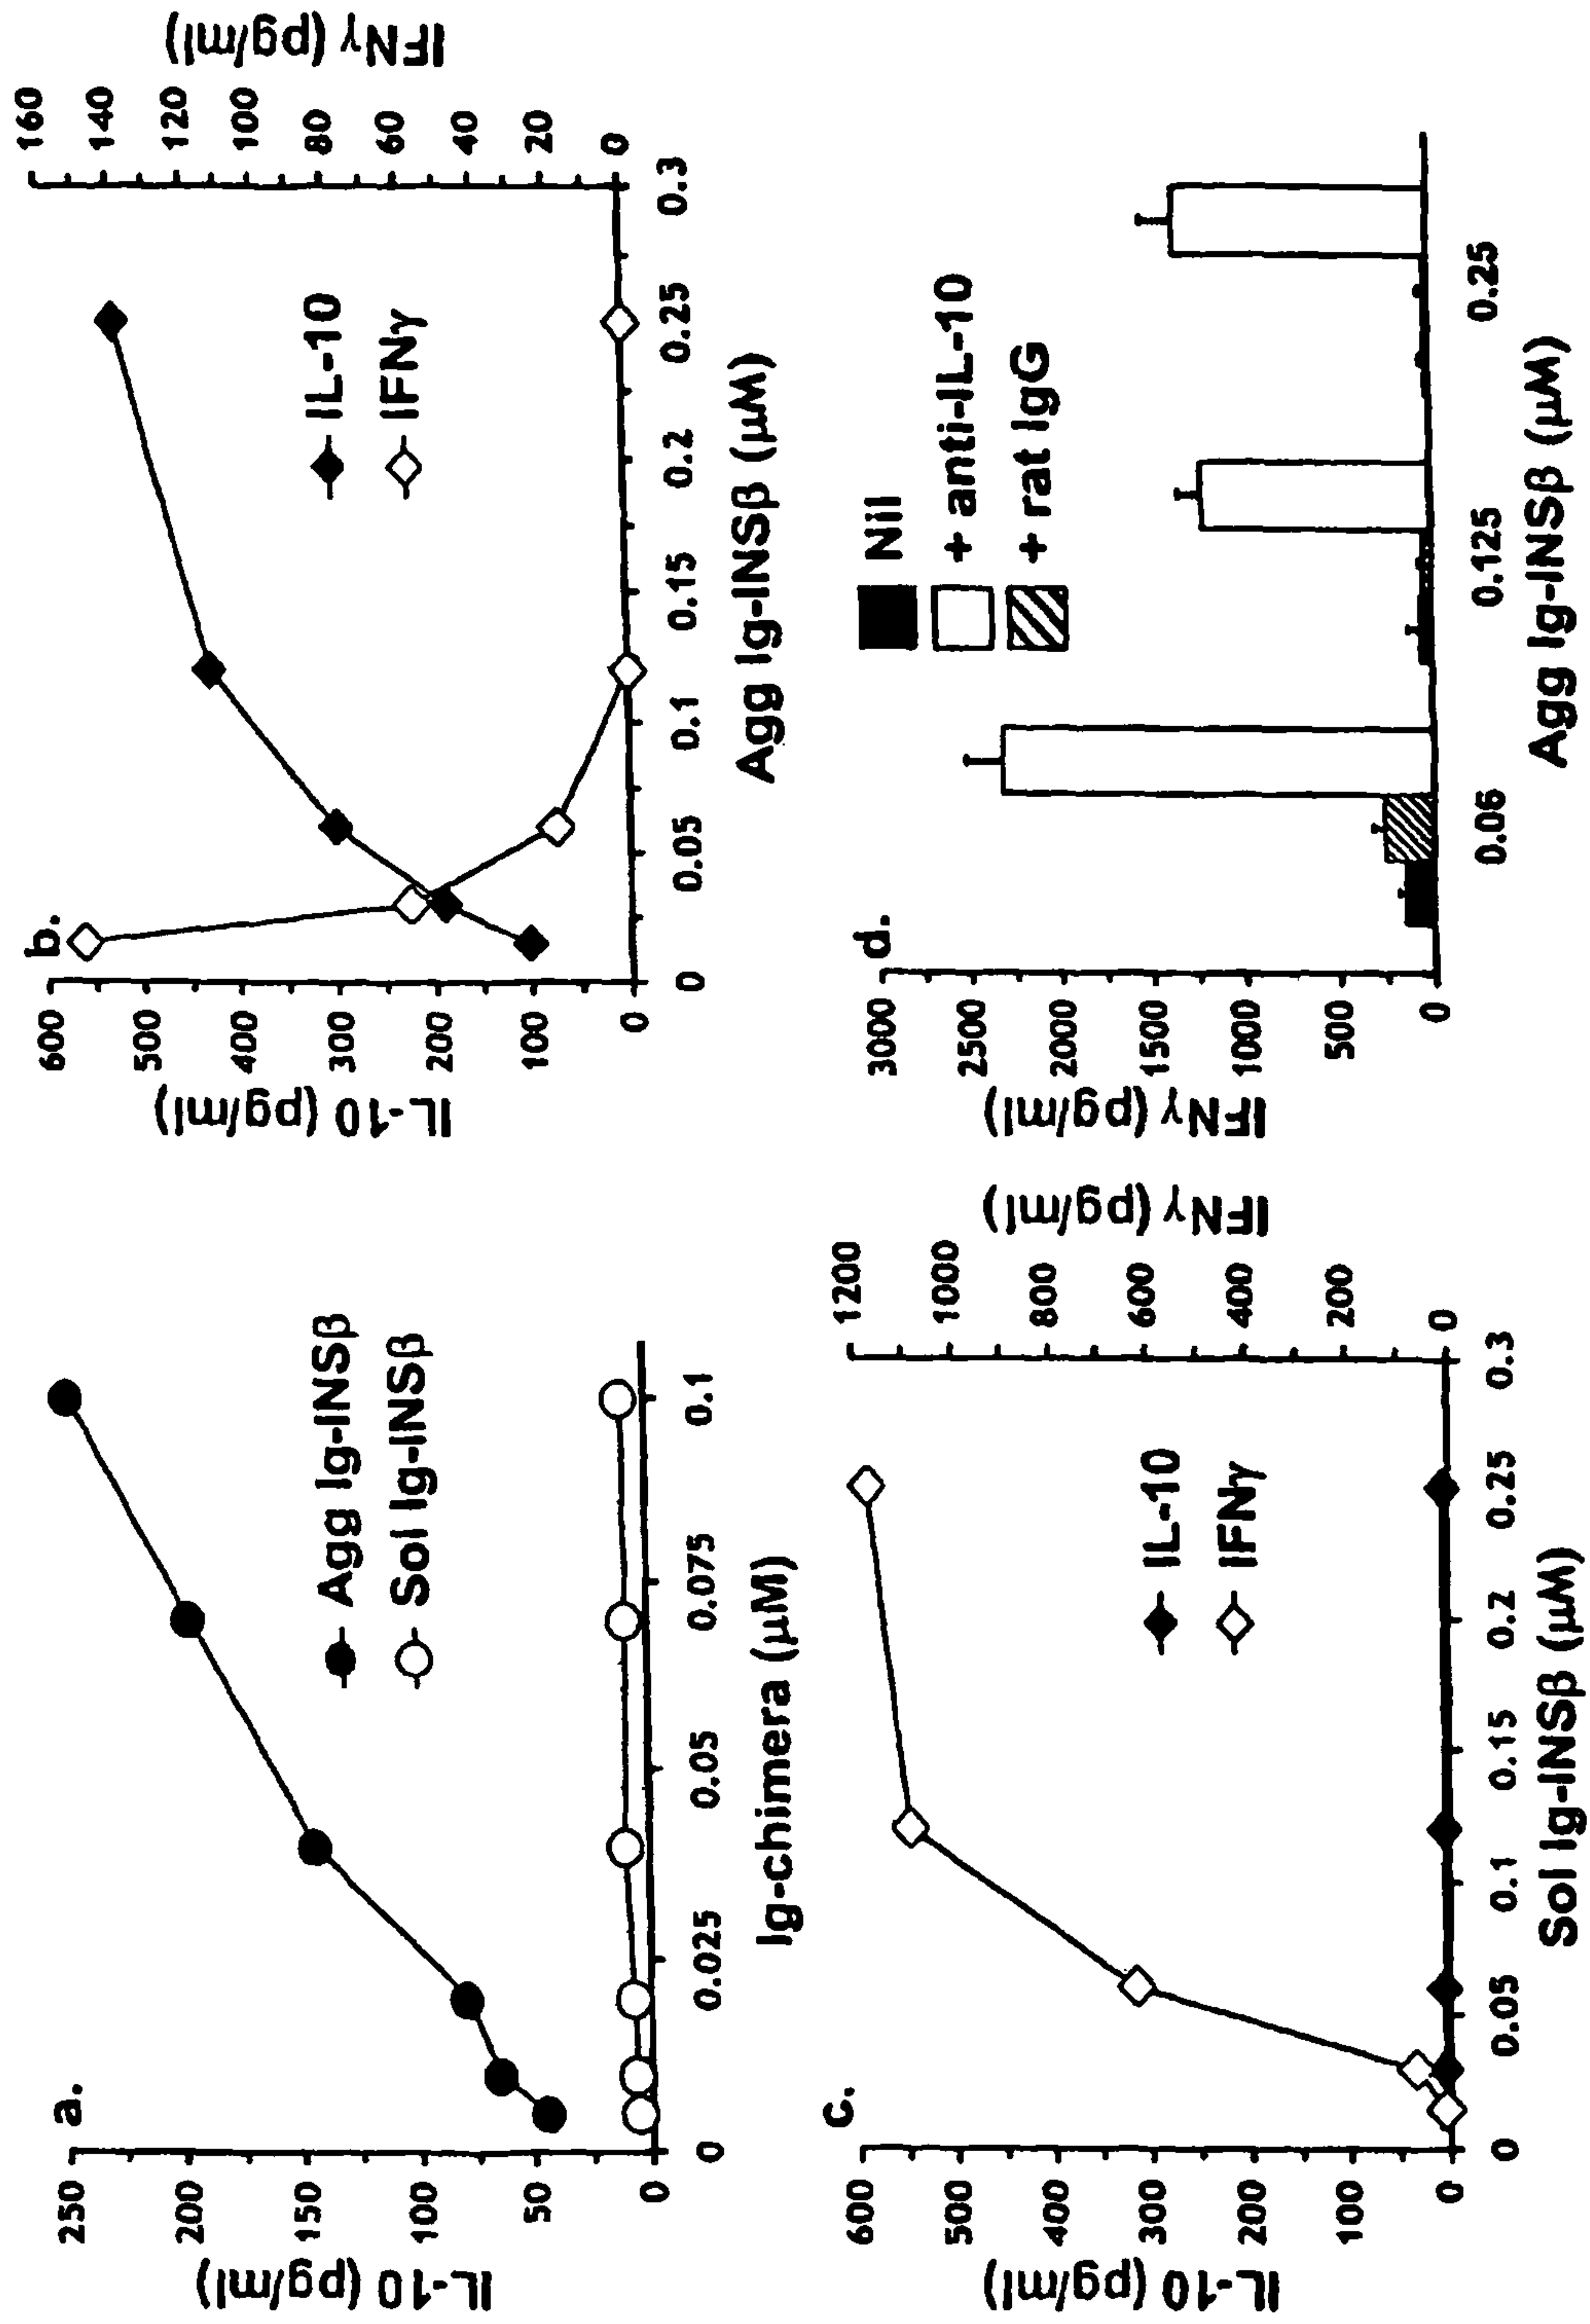 a.
IL-10 (pg/ml)
250
200
150
100
50
0
Agg Ig-INSβ
Sol Ig-INSβ
0 0.025 0.05 0.075 0.1
Ig-chimera (μM)
b.
IL-10 (pg/ml)
600
500
400
300
200
100
0
IL-10
IFNγ
IFNγ (pg/ml)
160
140
120
100
80
60
40
20
0
0 0.05 0.1 0.15 0.2 0.25 0.3
Agg Ig-INSβ (μM)
c.
IL-10 (pg/ml)
600
500
400
300
200
100
0
IL-10
IFNγ
IFNγ (pg/ml)
1200
1000
800
600
400
200
0
0 0.05 0.1 0.15 0.2 0.25 0.3
Sol Ig-INSβ (μM)
d.
IFNγ (pg/ml)
3000
2500
2000
1500
1000
500
0
Nil
+ anti-IL-10
+ rat IgG
0.06 0.125 0.25
Agg Ig-INSβ (μM)